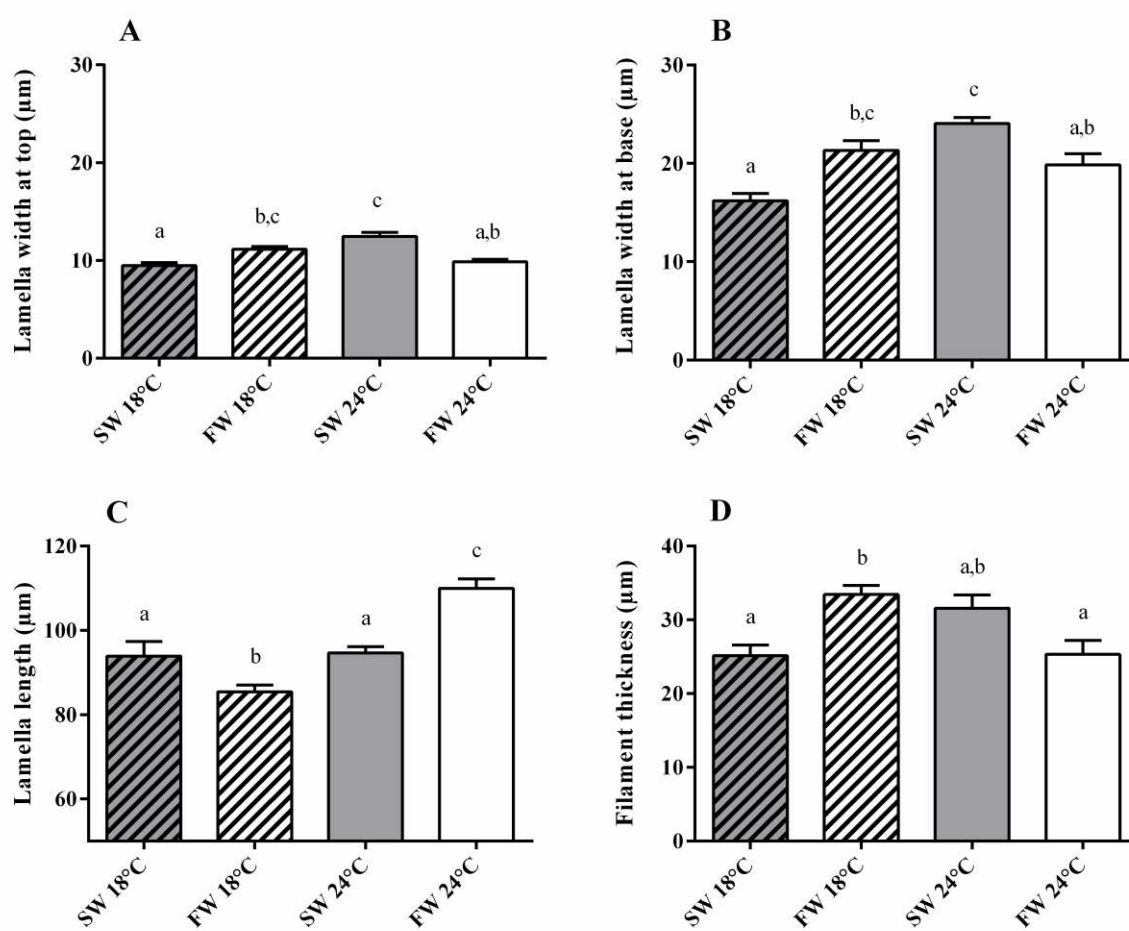 A
Lamella width at top (µm)
30
20
10
0
a
b,c
c
a,b
SW 18°C
FW 18°C
SW 24°C
FW 24°C
B
Lamella width at base (µm)
30
20
10
0
a
b,c
c
a,b
SW 18°C
FW 18°C
SW 24°C
FW 24°C
C
Lamella length (µm)
120
100
80
60
a
b
a
c
SW 18°C
FW 18°C
SW 24°C
FW 24°C
D
Filament thickness (µm)
40
30
20
10
0
a
b
a,b
a
SW 18°C
FW 18°C
SW 24°C
FW 24°C